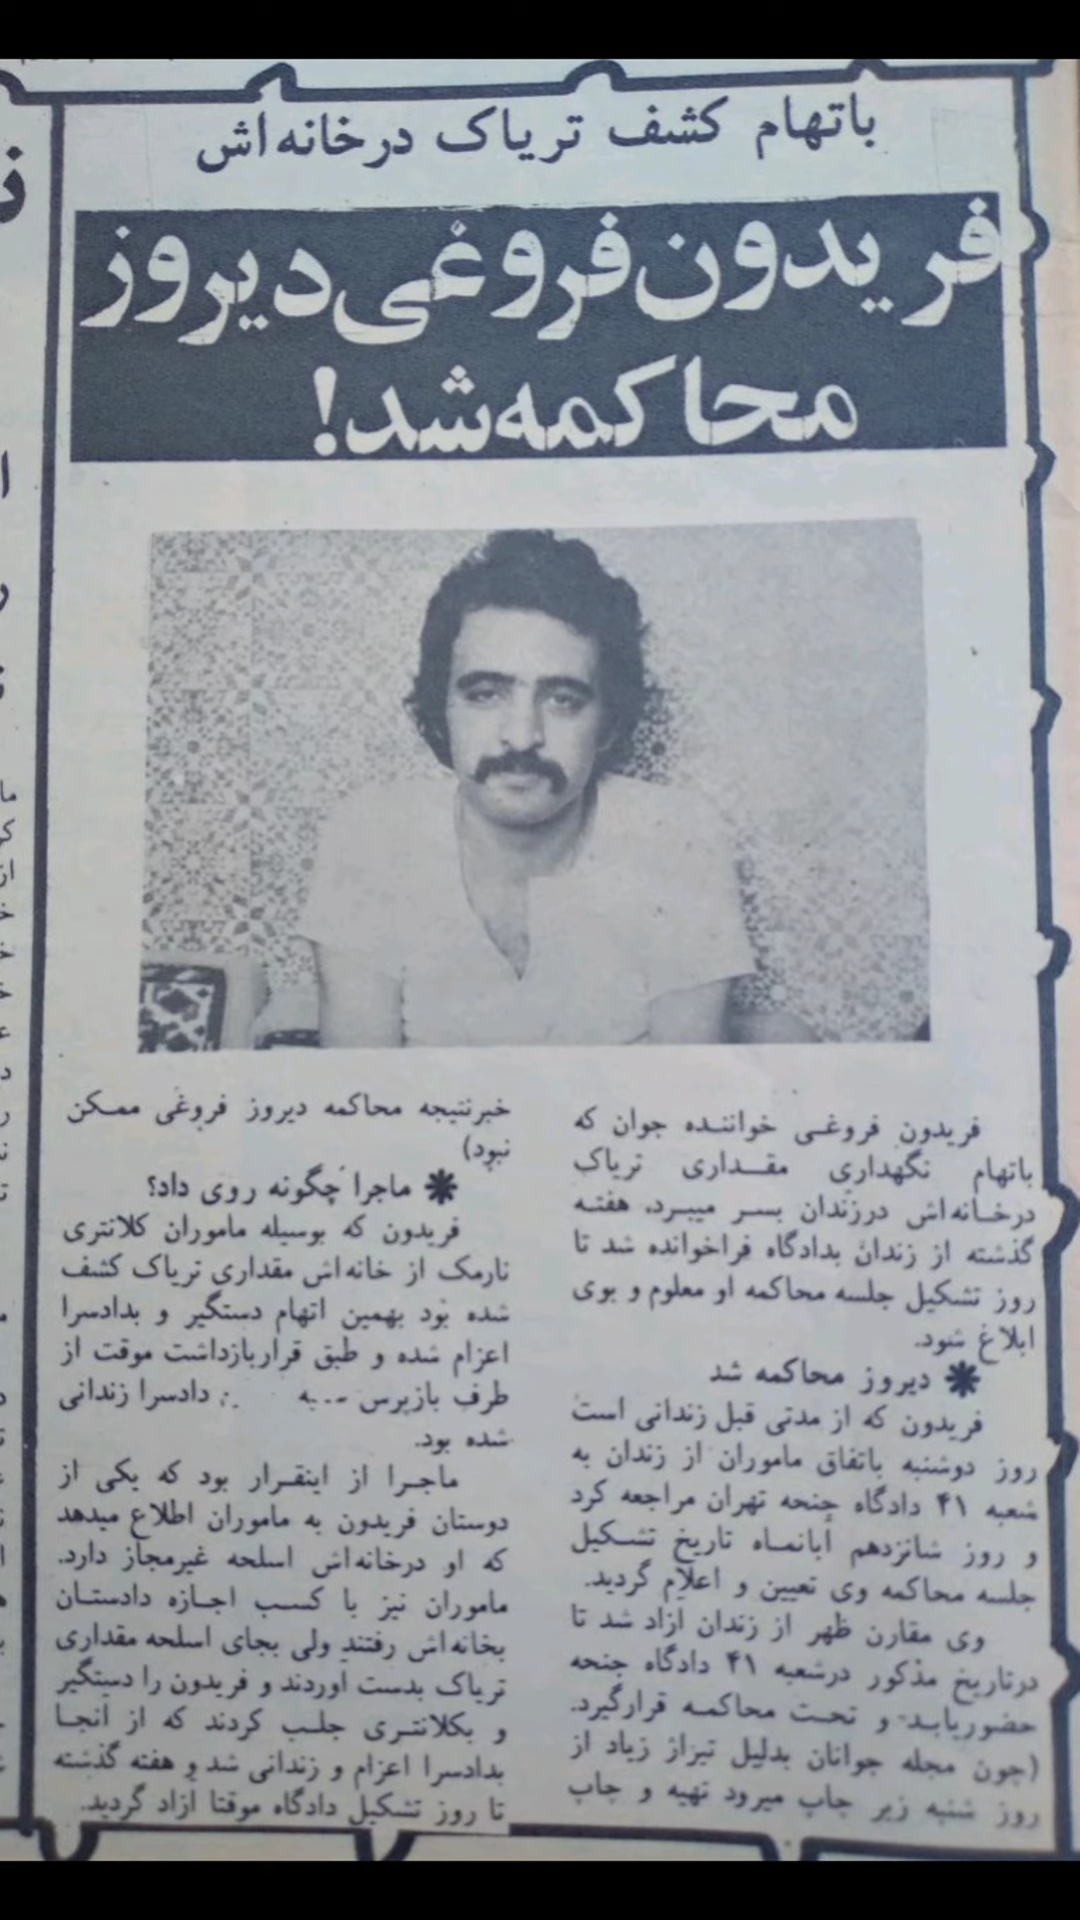 باتهام کشف تریاک درخانه‌اش
فریدون فروغی دیروز
محاکمه شد!
فریدون فروغی خواننده جوان که
باتهام نگهداری مقداری تریاک
درخانه‌اش درزندان بسر میبرد، هفته
گذشته از زندان بدادگاه فراخوانده شد تا
روز تشکیل جلسه محاکمه او معلوم و بوی
ابلاغ شود.
✱ دیروز محاکمه شد
فریدون که از مدتی قبل زندانی است
روز دوشنبه باتفاق ماموران از زندان به
شعبه ۴۱ دادگاه جنحه تهران مراجعه کرد
و روز شانزدهم آبانماه تاریخ تشکیل
جلسه محاکمه وی تعیین و اعلام گردید.
وی مقارن ظهر از زندان آزاد شد تا
درتاریخ مذکور درشعبه ۴۱ دادگاه جنحه
حضوریابد و تحت محاکمه قرارگیرد.
(چون مجله جوانان بدلیل تیراژ زیاد از
روز شنبه زیر چاپ میرود تهیه و چاپ
خبرنتیجه محاکمه دیروز فروغی ممکن
نبود)
✱ ماجرا چگونه روی داد؟
فریدون که بوسیله ماموران کلانتری
نارمک از خانه‌اش مقداری تریاک کشف
شده بود بهمین اتهام دستگیر و بدادسرا
اعزام شده و طبق قراربازداشت موقت از
طرف بازپرس دادسرا زندانی
شده بود.
ماجرا از اینقرار بود که یکی از
دوستان فریدون به ماموران اطلاع میدهد
که او درخانه‌اش اسلحه غیرمجاز دارد.
ماموران نیز با کسب اجازه دادستان
بخانه‌اش رفتند ولی بجای اسلحه مقداری
تریاک بدست آوردند و فریدون را دستگیر
و بکلانتری جلب کردند که از آنجا
بدادسرا اعزام و زندانی شد و هفته گذشته
تا روز تشکیل دادگاه موقتا آزاد گردید.